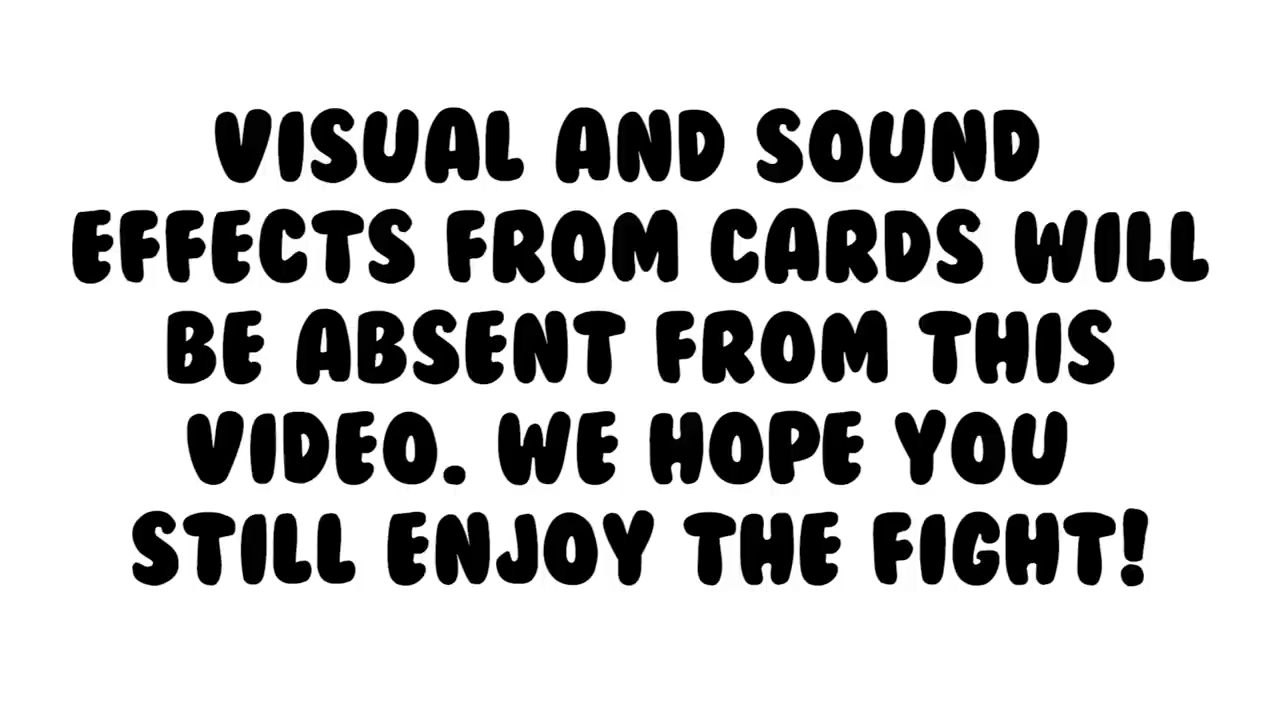 VISUAL AND SOUND
EFFECTS FROM CARDS WILL
BE ABSENT FROM THIS
VIDEO. WE HOPE YOU
STILL ENJOY THE FIGHT!